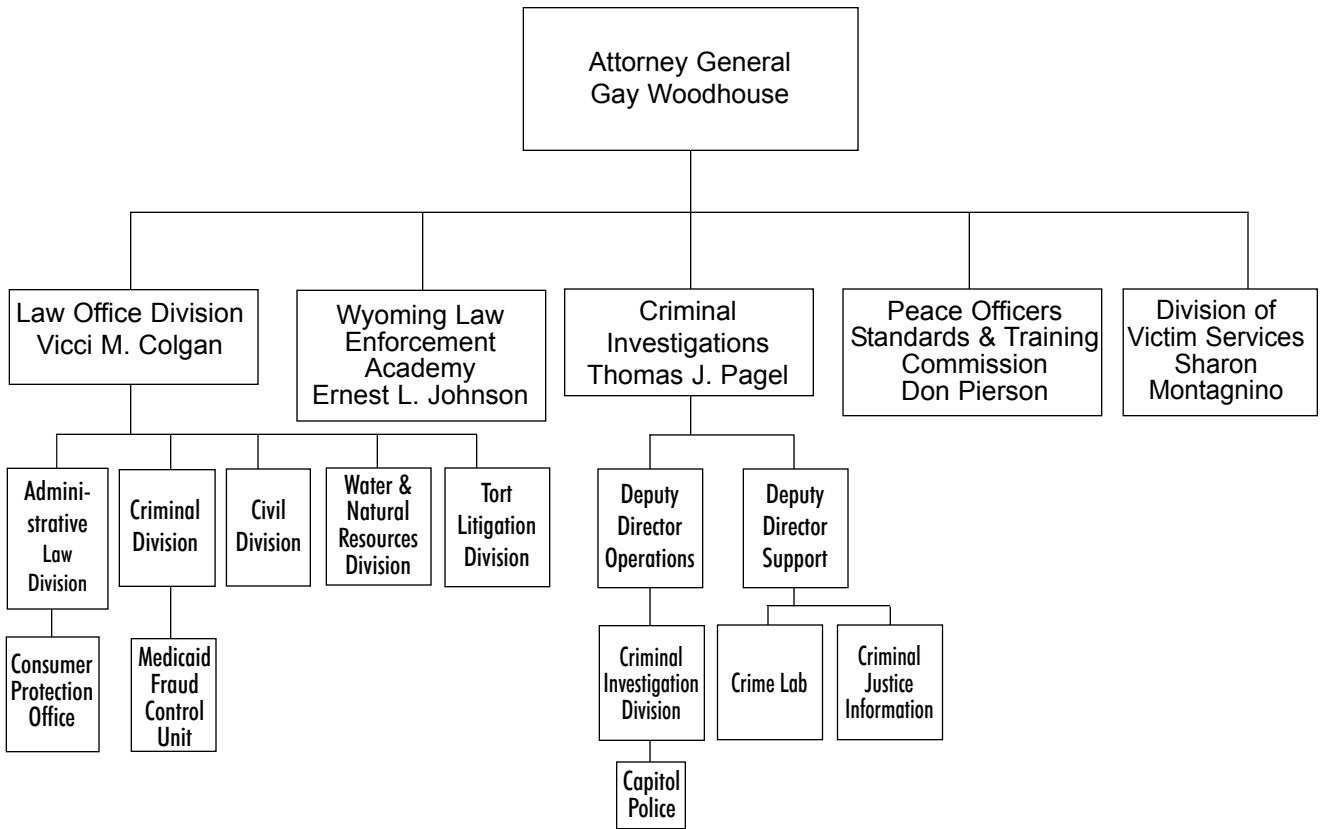 Attorney General
Gay Woodhouse
Law Office Division
Vicci M. Colgan
Wyoming Law
Enforcement
Academy
Ernest L. Johnson
Criminal
Investigations
Thomas J. Pagel
Peace Officers
Standards & Training
Commission
Don Pierson
Division of
Victim Services
Sharon
Montagnino
Admini-
strative
Law
Division
Criminal
Division
Civil
Division
Water &
Natural
Resources
Division
Tort
Litigation
Division
Deputy
Director
Operations
Deputy
Director
Support
Consumer
Protection
Office
Medicaid
Fraud
Control
Unit
Criminal
Investigation
Division
Crime Lab
Criminal
Justice
Information
Capitol
Police